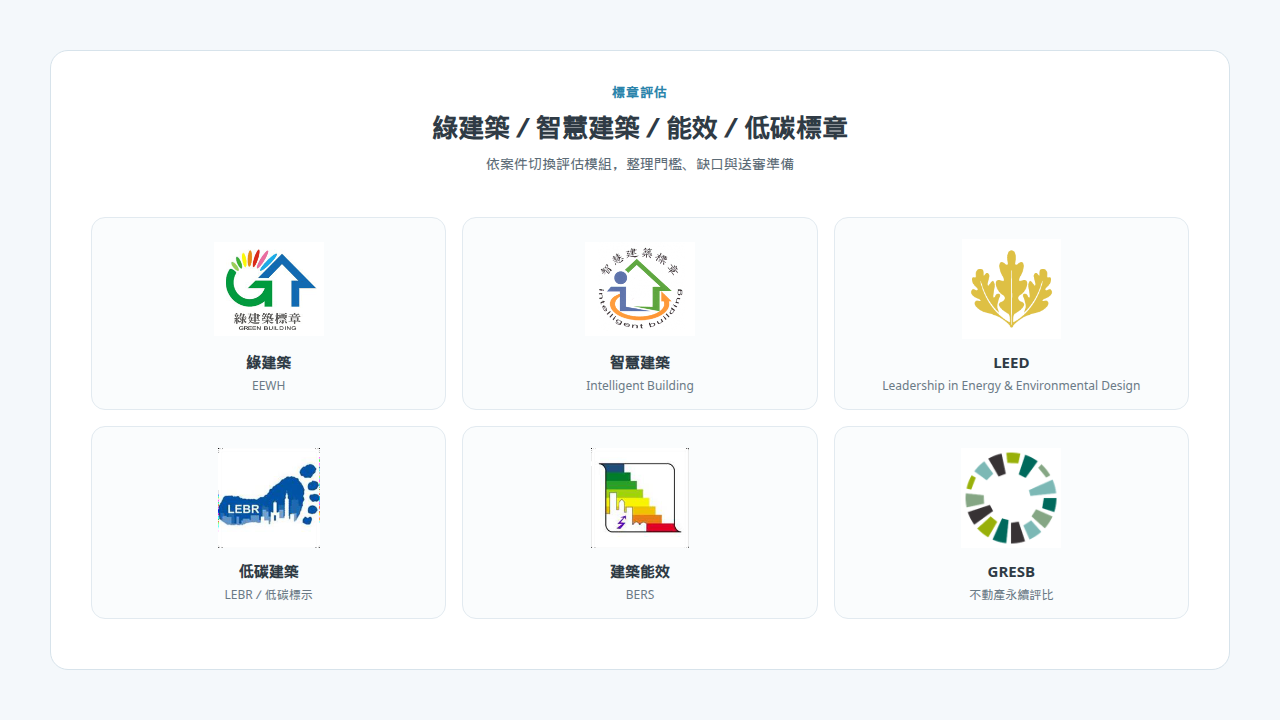 標章評估
綠建築 / 智慧建築 / 能效 / 低碳標章
依案件切換評估模組，整理門檻、缺口與送審準備
綠建築標章
GREEN BUILDING
綠建築
EEWH
智慧建築標章
intelligent building
智慧建築
Intelligent Building
LEED
Leadership in Energy & Environmental Design
LEBR
低碳建築
LEBR / 低碳標示
建築能效
BERS
GRESB
不動產永續評比